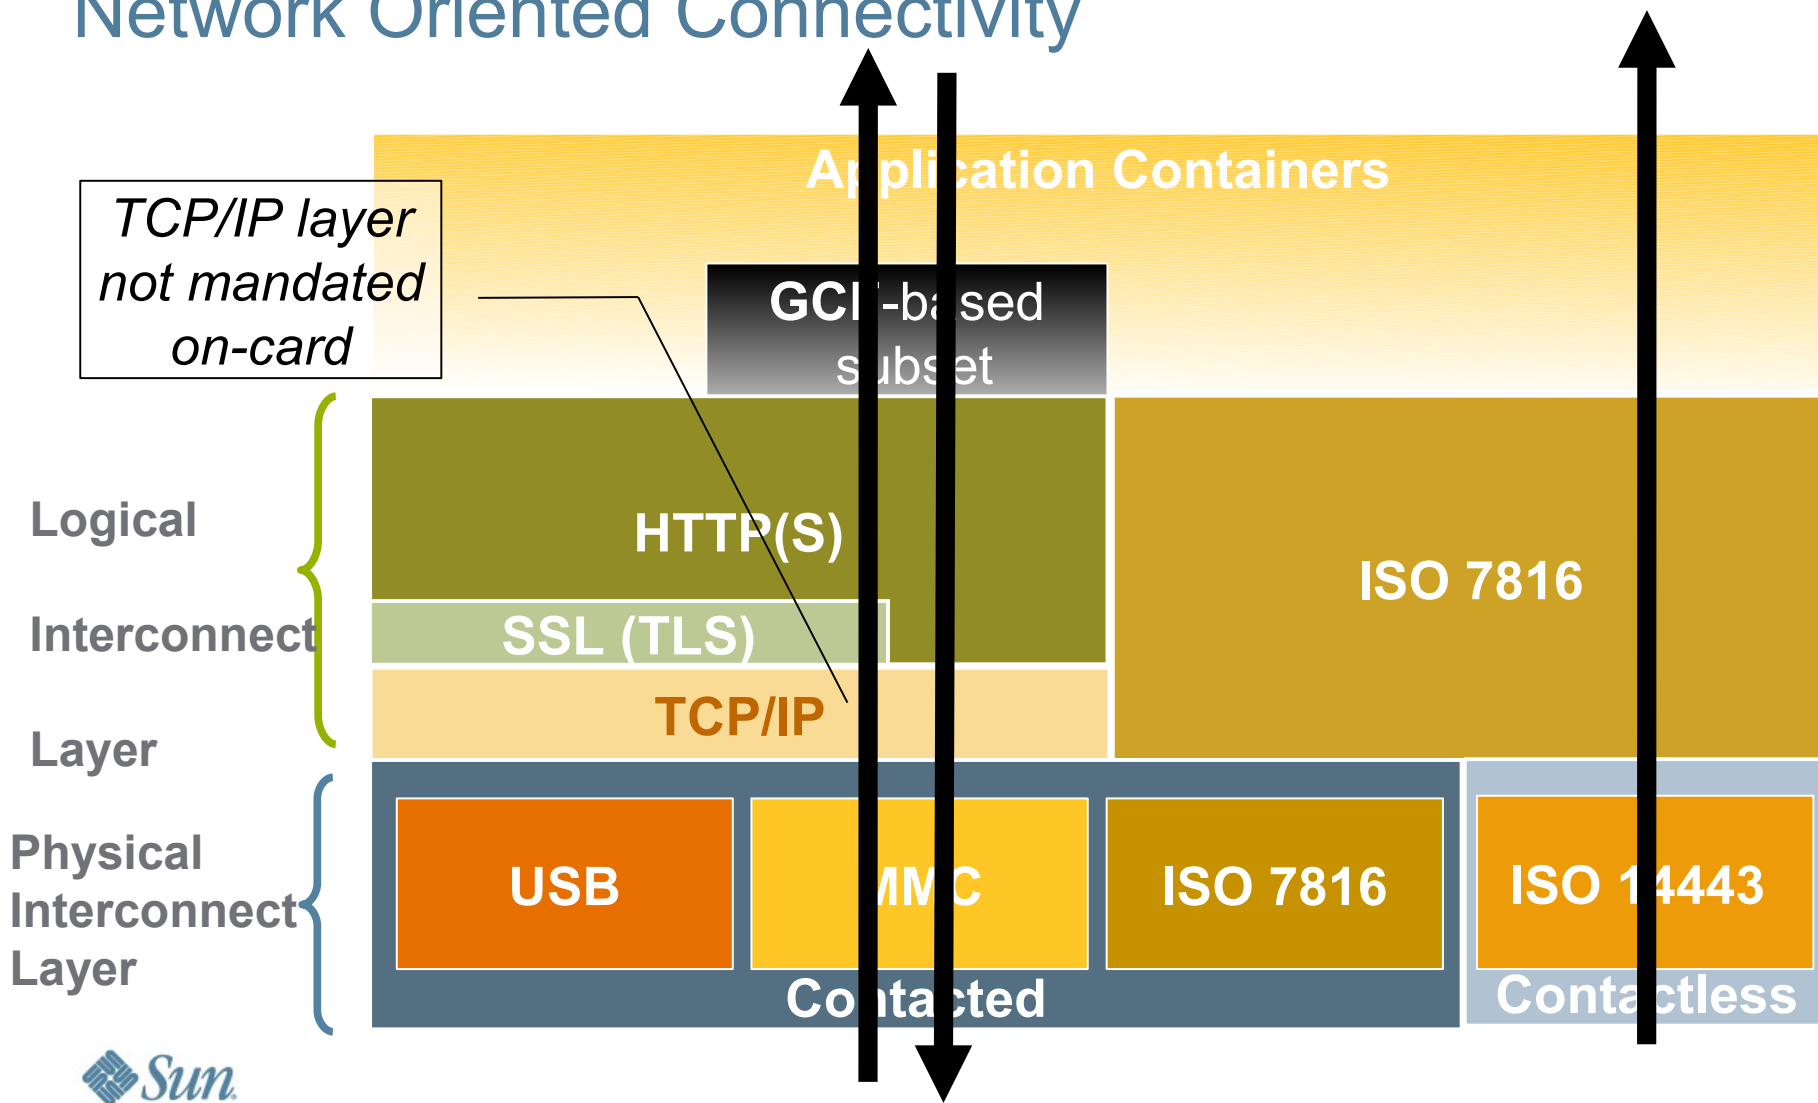 Network Oriented Connectivity
Application Containers
TCP/IP layer
not mandated
on-card
GCF-based
subset
Logical
Interconnect
Layer
HTTP(S)
ISO 7816
SSL (TLS)
TCP/IP
Physical
Interconnect
Layer
USB
MMC
ISO 7816
ISO 14443
Contacted
Contactless
Sun